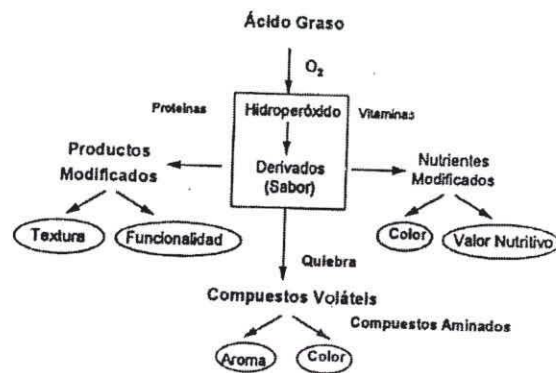 Ácido Graso
O2
Proteinas
Hidroperóxido
Vitaminas
Productos
Modificados
Derivados
(Sabor)
Nutrientes
Modificados
Textura
Funcionalidad
Color
Valor Nutritivo
Quiebra
Compuestos Voláteis
Compuestos Aminados
Aroma
Color